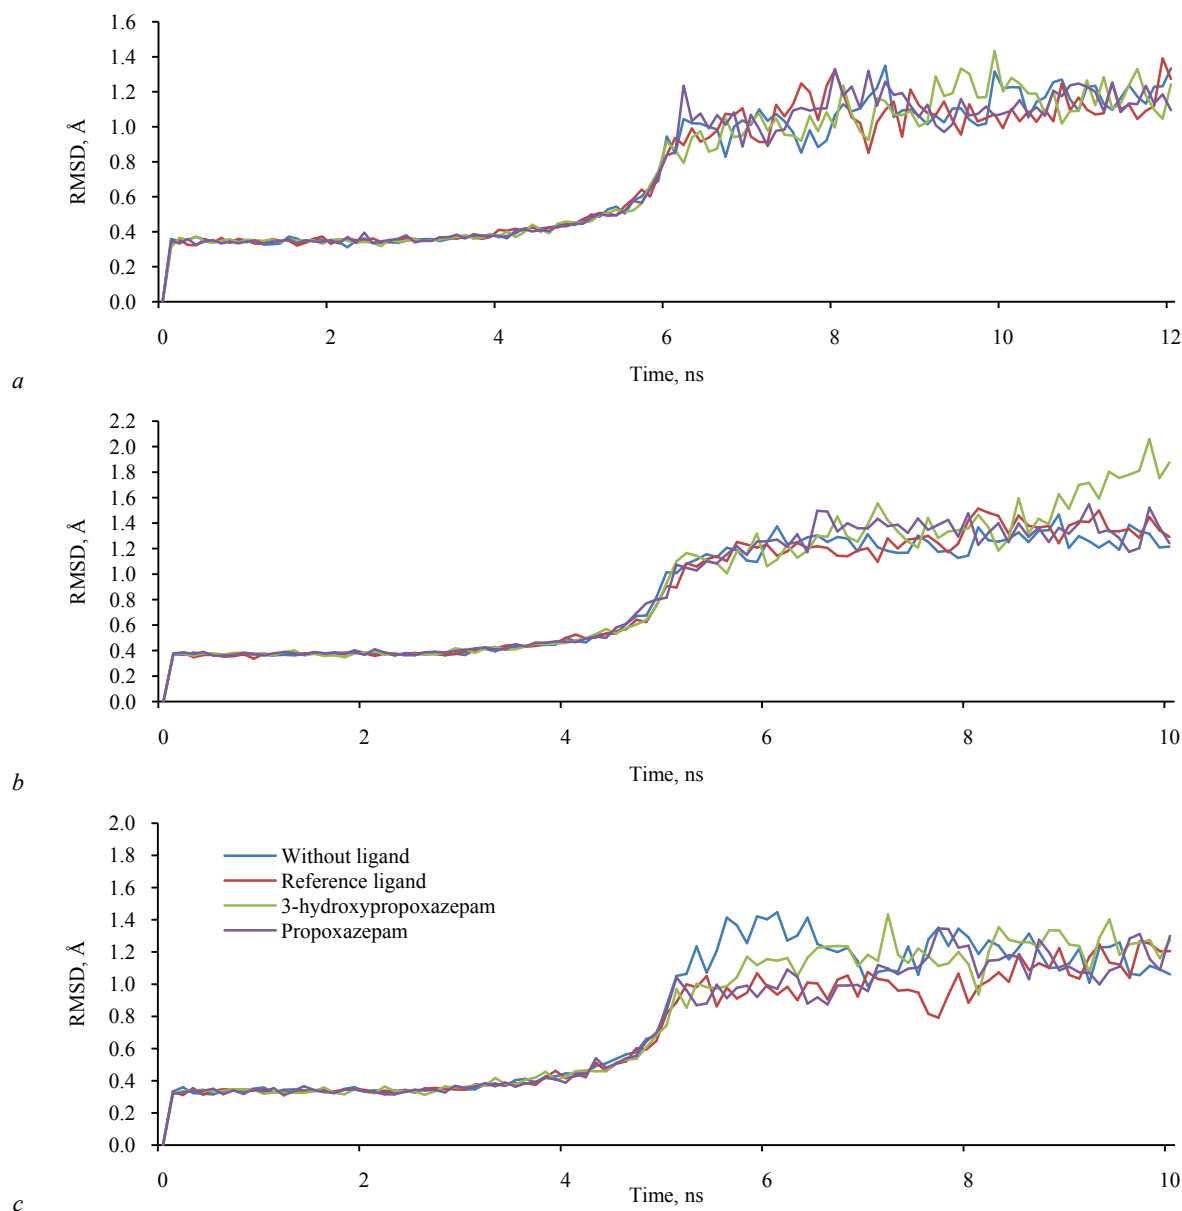 1.6
1.4
1.2
1.0
0.8
0.6
0.4
0.2
0.0
RMSD, Å
0 2 4 6 8 10 12
Time, ns
a
2.2
2.0
1.8
1.6
1.4
1.2
1.0
0.8
0.6
0.4
0.2
0.0
RMSD, Å
0 2 4 6 8 10
Time, ns
b
2.0
1.8
1.6
1.4
1.2
1.0
0.8
0.6
0.4
0.2
0.0
RMSD, Å
Without ligand
Reference ligand
3-hydroxypropoxazepam
Propoxazepam
0 2 4 6 8 10
Time, ns
c